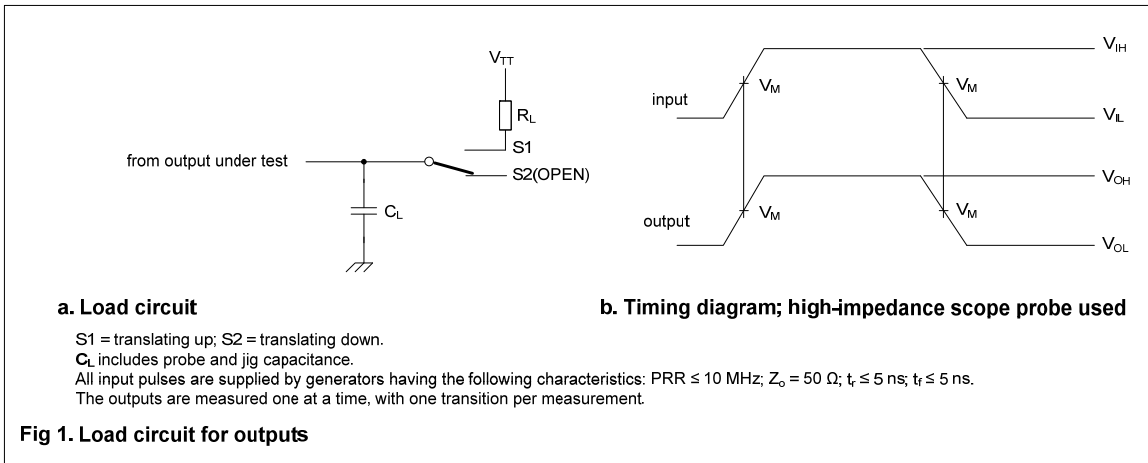 V_TT
R_L
S1
from output under test
S2(OPEN)
C_L
V_IH
input
V_M
V_M
V_IL
V_OH
output
V_M
V_M
V_OL
a. Load circuit
b. Timing diagram; high-impedance scope probe used
S1 = translating up; S2 = translating down.
C_L includes probe and jig capacitance.
All input pulses are supplied by generators having the following characteristics: PRR ≤ 10 MHz; Z_o = 50 Ω; t_r ≤ 5 ns; t_f ≤ 5 ns.
The outputs are measured one at a time, with one transition per measurement.
Fig 1. Load circuit for outputs